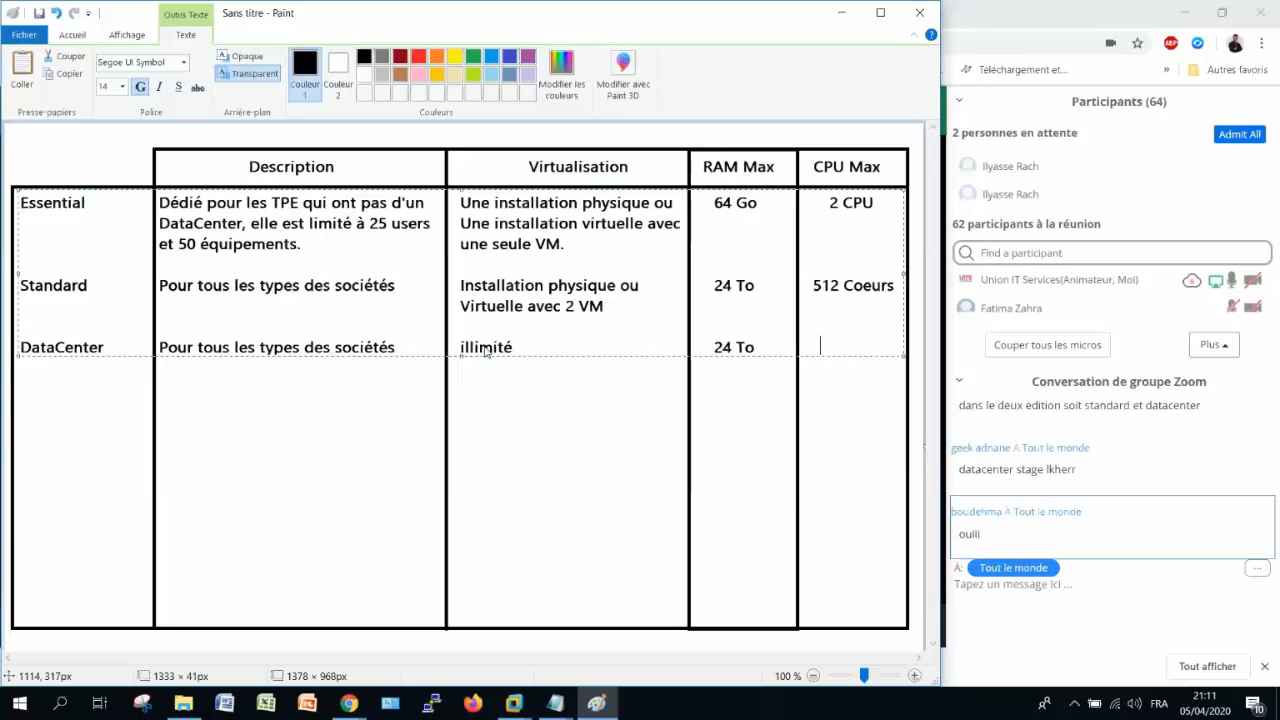 Outils Texte
Sans titre - Paint
Fichier
Accueil
Affichage
Texte
Coller
Couper
Copier
Presse-papiers
Segoe UI Symbol
14
G I S abc
Police
Opaque
Transparent
Arrière-plan
Couleur 1
Couleur 2
Modifier les couleurs
Modifier avec Paint 3D
Couleurs
Description Virtualisation RAM Max CPU Max
Essential Dédié pour les TPE qui ont pas d'un Une installation physique ou 64 Go 2 CPU
DataCenter, elle est limité à 25 users Une installation virtuelle avec
et 50 équipements. une seule VM.
Standard Pour tous les types des sociétés Installation physique ou 24 To 512 Coeurs
Virtuelle avec 2 VM
DataCenter Pour tous les types des sociétés illimité 24 To
1114, 317px
1333 × 41px
1378 × 968px
100 %
ABP
Téléchargement et...
»
Autres favoris
Participants (64)
2 personnes en attente
Admit All
Ilyasse Rach
Ilyasse Rach
62 participants à la réunion
Find a participant
Union IT Services(Animateur, Moi)
Fatima Zahra
Couper tous les micros
Plus
Conversation de groupe Zoom
dans le deux edition soit standard et datacenter
geek adnane À Tout le monde
datacenter stage lkherr
boudehma À Tout le monde
ouiii
À: Tout le monde
...
Tapez un message ici ...
Tout afficher
FRA
21:11
05/04/2020
10